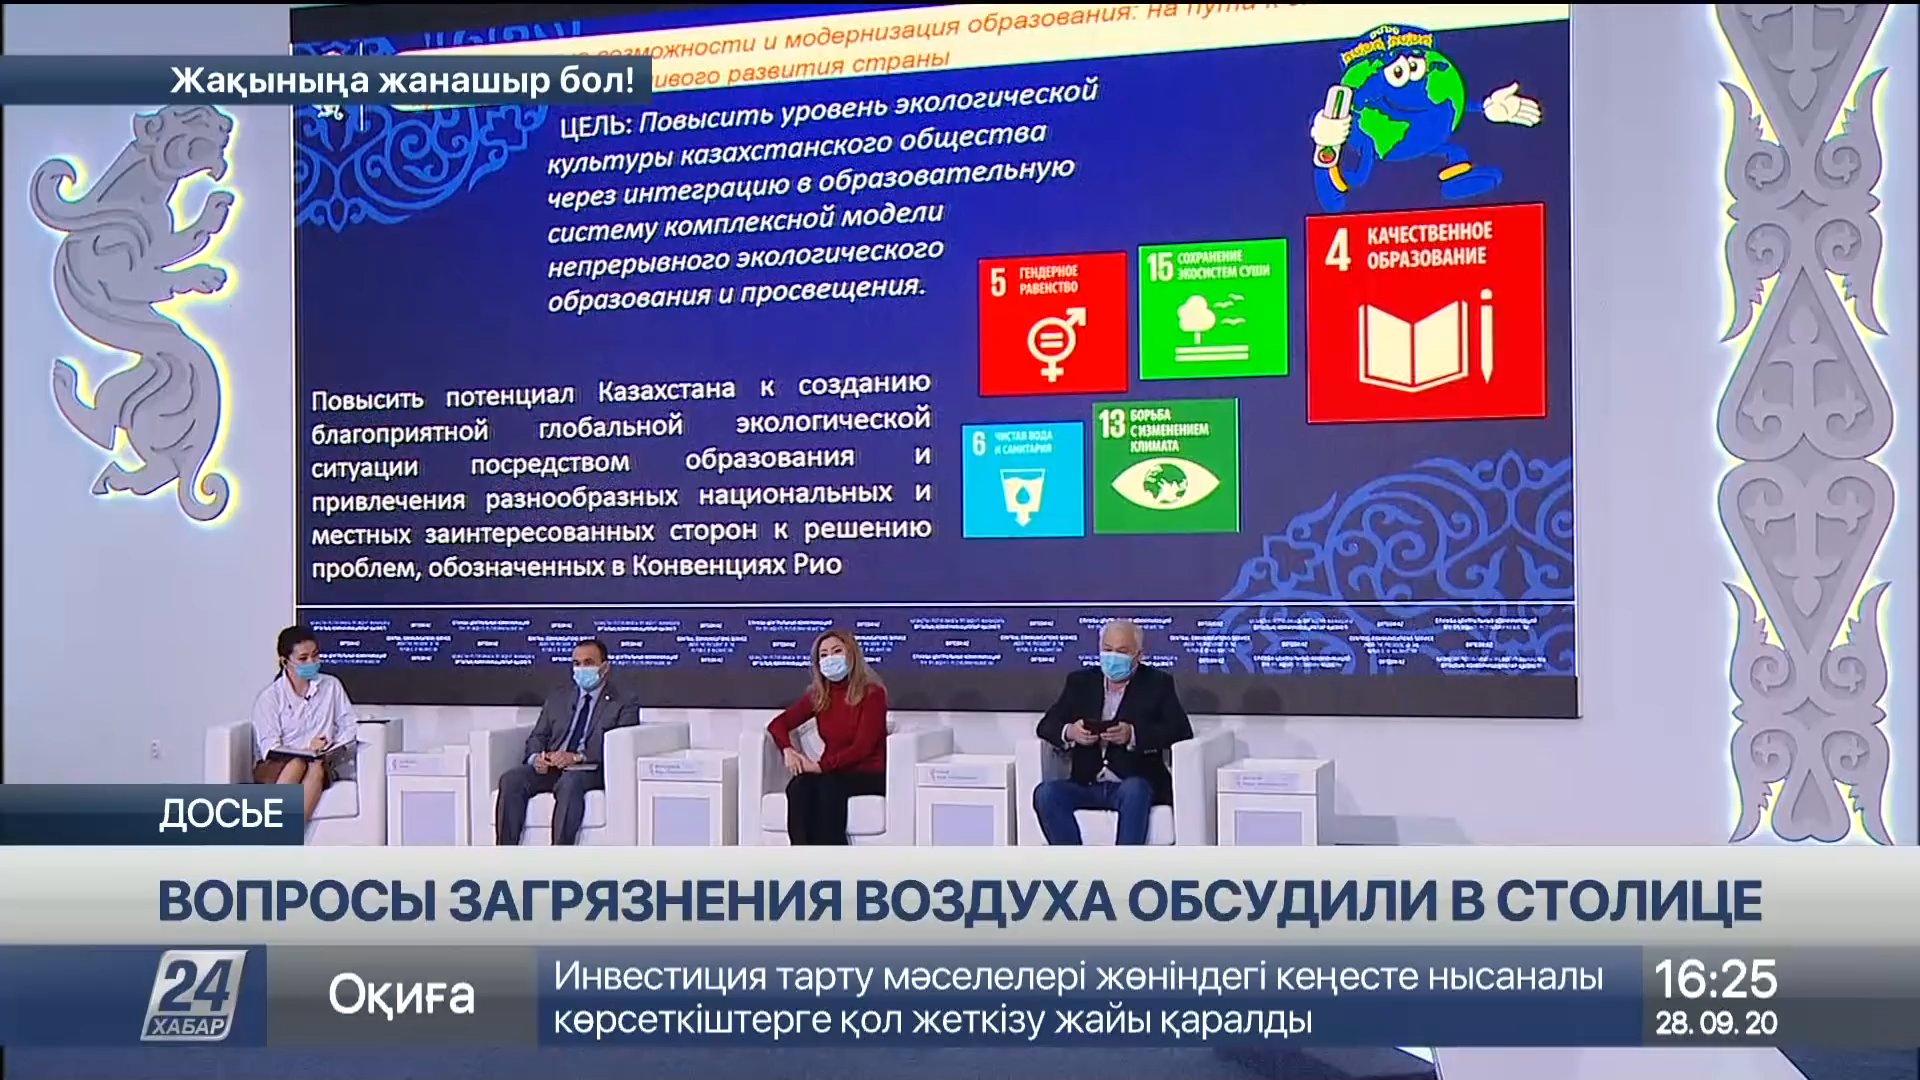 возможности и модернизация образования: на пути к
развития страны
Жақыныңа жанашыр бол!
ЦЕЛЬ: Повысить уровень экологической
культуры казахстанского общества
через интеграцию в образовательную
систему комплексной модели
непрерывного экологического
образования и просвещения.
4 КАЧЕСТВЕННОЕ
ОБРАЗОВАНИЕ
5 ГЕНДЕРНОЕ
РАВЕНСТВО
15 СОХРАНЕНИЕ
ЭКОСИСТЕМ СУШИ
6 ЧИСТАЯ ВОДА
И САНИТАРИЯ
13 БОРЬБА
С ИЗМЕНЕНИЕМ
КЛИМАТА
Повысить потенциал Казахстана к созданию
благоприятной глобальной экологической
ситуации посредством образования и
привлечения разнообразных национальных и
местных заинтересованных сторон к решению
проблем, обозначенных в Конвенциях Рио
ДОСЬЕ
ВОПРОСЫ ЗАГРЯЗНЕНИЯ ВОЗДУХА ОБСУДИЛИ В СТОЛИЦЕ
24
ХАБАР
Оқиға
Инвестиция тарту мәселелері жөніндегі кеңесте нысаналы
көрсеткіштерге қол жеткізу жайы қаралды
16:25
28. 09. 20